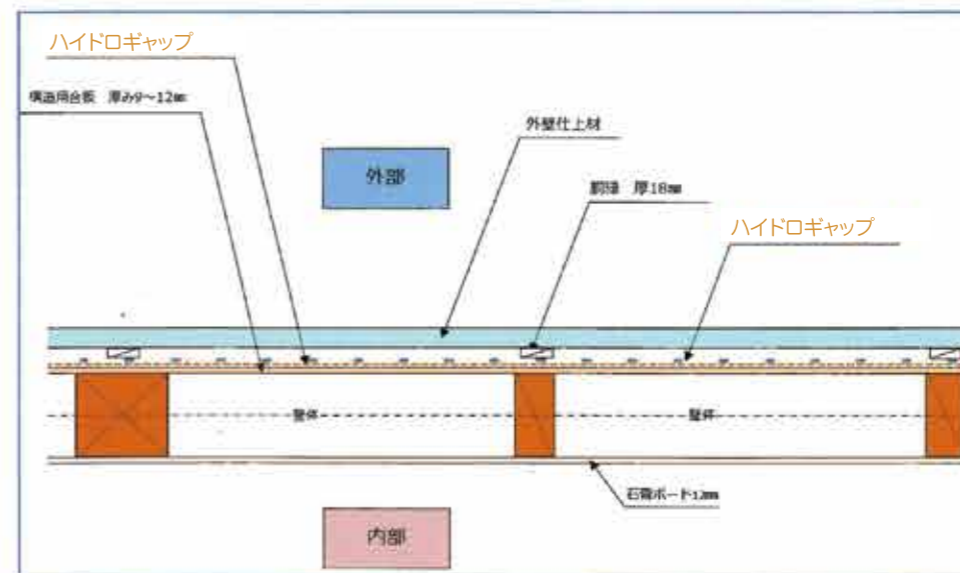 ハイドロギャップ
構造用合板 厚み9～12㎜
外壁仕上材
外部
胴縁 厚18㎜
ハイドロギャップ
壁体
壁体
石膏ボード12㎜
内部